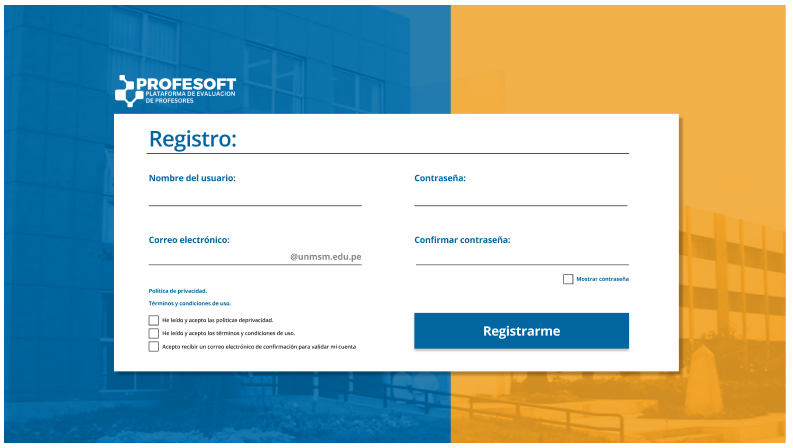 PROFESOFT
PLATAFORMA DE EVALUACION
DE PROFESORES
Registro:
Nombre del usuario:
Contraseña:
Correo electrónico:
@unmsm.edu.pe
Confirmar contraseña:
Mostrar contraseña
Política de privacidad.
Términos y condiciones de uso.
He leído y acepto las políticas deprivacidad.
He leído y acepto los términos y condiciones de uso.
Acepto recibir un correo electrónico de confirmación para validar mi cuenta
Registrarme